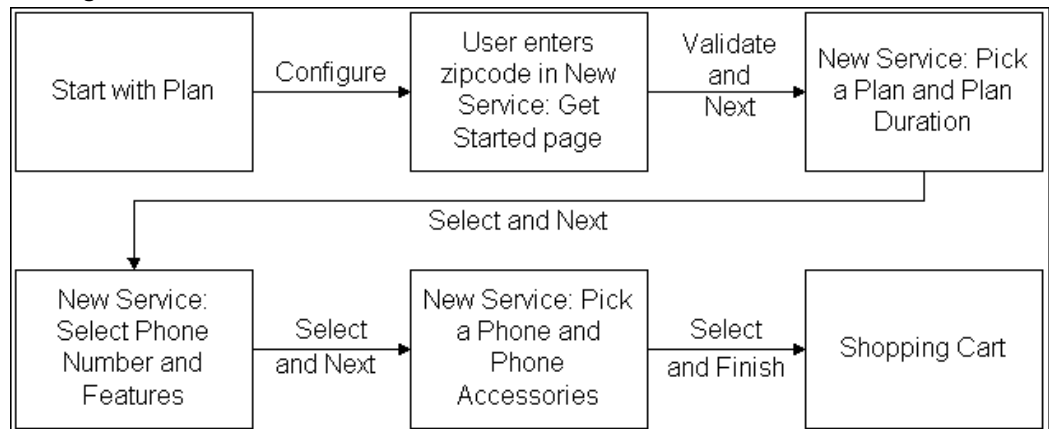 Start with Plan
Configure
User enters
zipcode in New
Service: Get
Started page
Validate
and
Next
New Service: Pick
a Plan and Plan
Duration
Select and Next
New Service:
Select Phone
Number and
Features
Select
and Next
New Service: Pick
a Phone and
Phone
Accessories
Select
and Finish
Shopping Cart